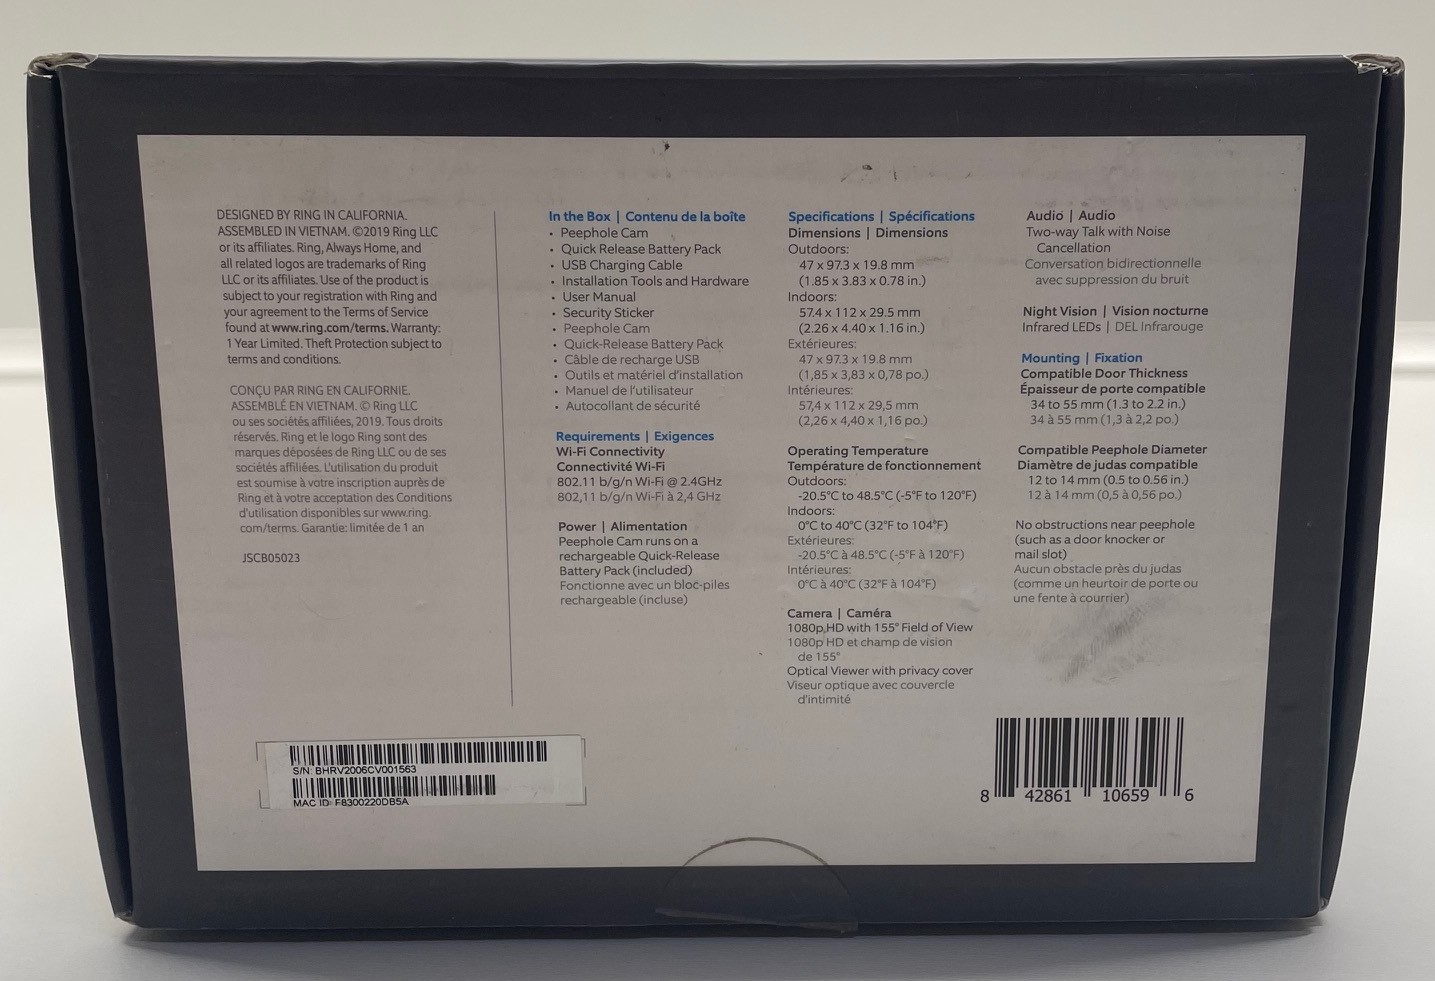 DESIGNED BY RING IN CALIFORNIA.
ASSEMBLED IN VIETNAM. ©2019 Ring LLC
or its affiliates. Ring, Always Home, and
all related logos are trademarks of Ring
LLC or its affiliates. Use of the product is
subject to your registration with Ring and
your agreement to the Terms of Service
found at www.ring.com/terms. Warranty:
1 Year Limited. Theft Protection subject to
terms and conditions.
CONÇU PAR RING EN CALIFORNIE.
ASSEMBLÉ EN VIETNAM. © Ring LLC
ou ses sociétés affiliées, 2019. Tous droits
réservés. Ring et le logo Ring sont des
marques déposées de Ring LLC ou de ses
sociétés affiliées. L'utilisation du produit
est soumise à votre inscription auprès de
Ring et à votre acceptation des Conditions
d'utilisation disponibles sur www.ring.
com/terms. Garantie: limitée de 1 an
JSCB05023
In the Box | Contenu de la boîte
• Peephole Cam
• Quick Release Battery Pack
• USB Charging Cable
• Installation Tools and Hardware
• User Manual
• Security Sticker
• Peephole Cam
• Quick-Release Battery Pack
• Câble de recharge USB
• Outils et matériel d'installation
• Manuel de l'utilisateur
• Autocollant de sécurité
Requirements | Exigences
Wi-Fi Connectivity
Connectivité Wi-Fi
802.11 b/g/n Wi-Fi @ 2.4GHz
802,11 b/g/n Wi-Fi à 2,4 GHz
Power | Alimentation
Peephole Cam runs on a
rechargeable Quick-Release
Battery Pack (included)
Fonctionne avec un bloc-piles
rechargeable (incluse)
Specifications | Spécifications
Dimensions | Dimensions
Outdoors:
47 x 97.3 x 19.8 mm
(1.85 x 3.83 x 0.78 in.)
Indoors:
57.4 x 112 x 29.5 mm
(2.26 x 4.40 x 1.16 in.)
Extérieures:
47 x 97.3 x 19.8 mm
(1,85 x 3,83 x 0,78 po.)
Intérieures:
57,4 x 112 x 29,5 mm
(2,26 x 4,40 x 1,16 po.)
Operating Temperature
Température de fonctionnement
Outdoors:
-20.5°C to 48.5°C (-5°F to 120°F)
Indoors:
0°C to 40°C (32°F to 104°F)
Extérieures:
-20.5°C à 48.5°C (-5°F à 120°F)
Intérieures:
0°C à 40°C (32°F à 104°F)
Camera | Caméra
1080p HD with 155° Field of View
1080p HD et champ de vision
de 155°
Optical Viewer with privacy cover
Viseur optique avec couvercle
d'intimité
Audio | Audio
Two-way Talk with Noise
Cancellation
Conversation bidirectionnelle
avec suppression du bruit
Night Vision | Vision nocturne
Infrared LEDs | DEL Infrarouge
Mounting | Fixation
Compatible Door Thickness
Épaisseur de porte compatible
34 to 55 mm (1.3 to 2.2 in.)
34 à 55 mm (1,3 à 2,2 po.)
Compatible Peephole Diameter
Diamètre de judas compatible
12 to 14 mm (0.5 to 0.56 in.)
12 à 14 mm (0,5 à 0,56 po.)
No obstructions near peephole
(such as a door knocker or
mail slot)
Aucun obstacle près du judas
(comme un heurtoir de porte ou
une fente à courrier)
S/N: BHRV2006CV001563
MAC ID: F8300220DB5A
8 42861 10659 6